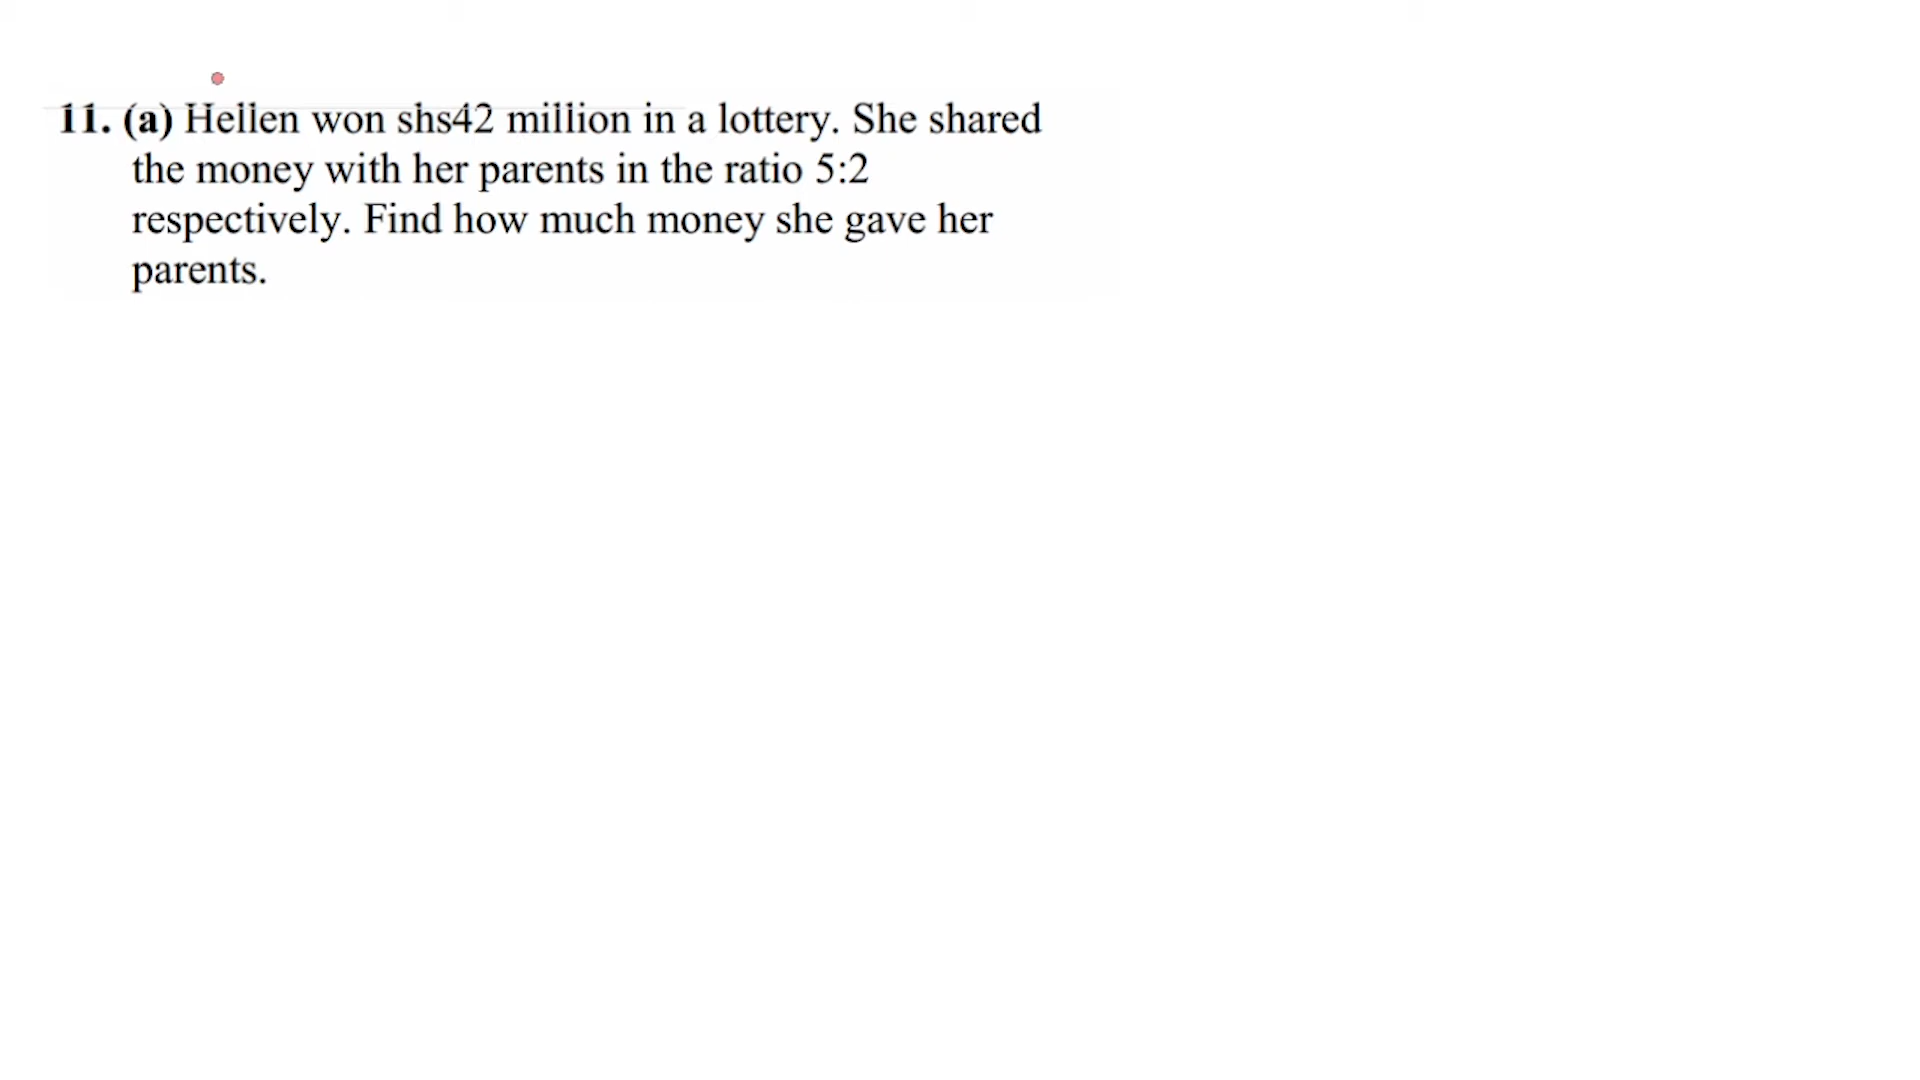 11. (a) Hellen won shs42 million in a lottery. She shared
the money with her parents in the ratio 5:2
respectively. Find how much money she gave her
parents.